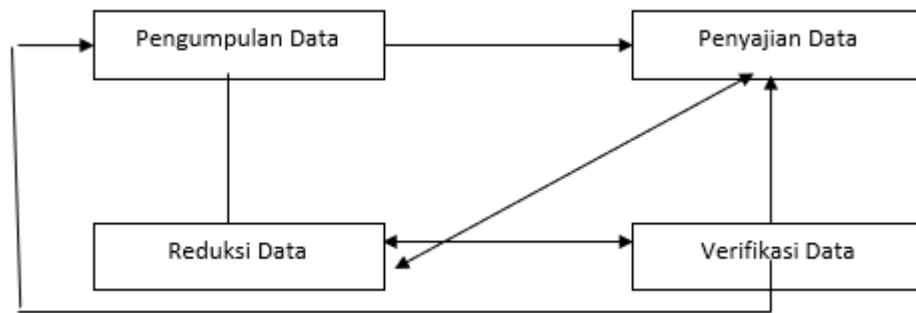 Pengumpulan Data
Penyajian Data
Reduksi Data
Verifikasi Data